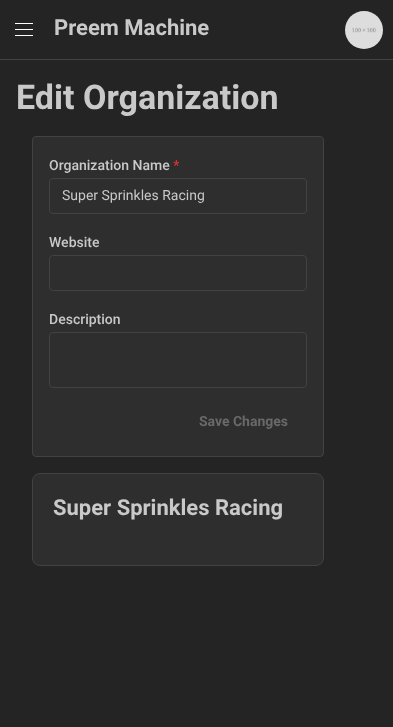 Preem Machine
100 × 100
Edit Organization
Organization Name *
Super Sprinkles Racing
Website
Description
Save Changes
Super Sprinkles Racing